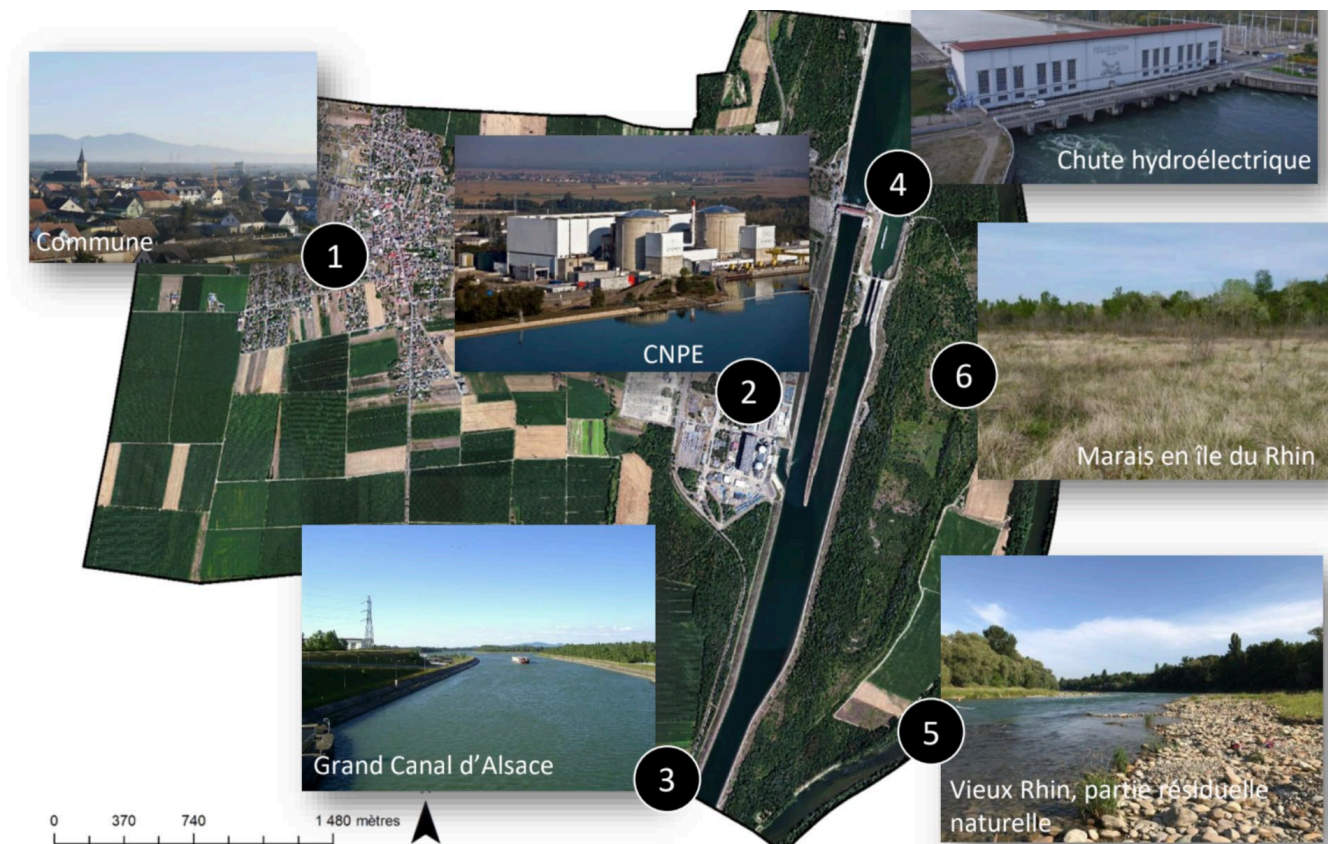 Commune
1
CNPE
2
Chute hydroélectrique
4
Marais en île du Rhin
6
Grand Canal d'Alsace
3
5
Vieux Rhin, partie résiduelle
naturelle
0 370 740 1 480 mètres